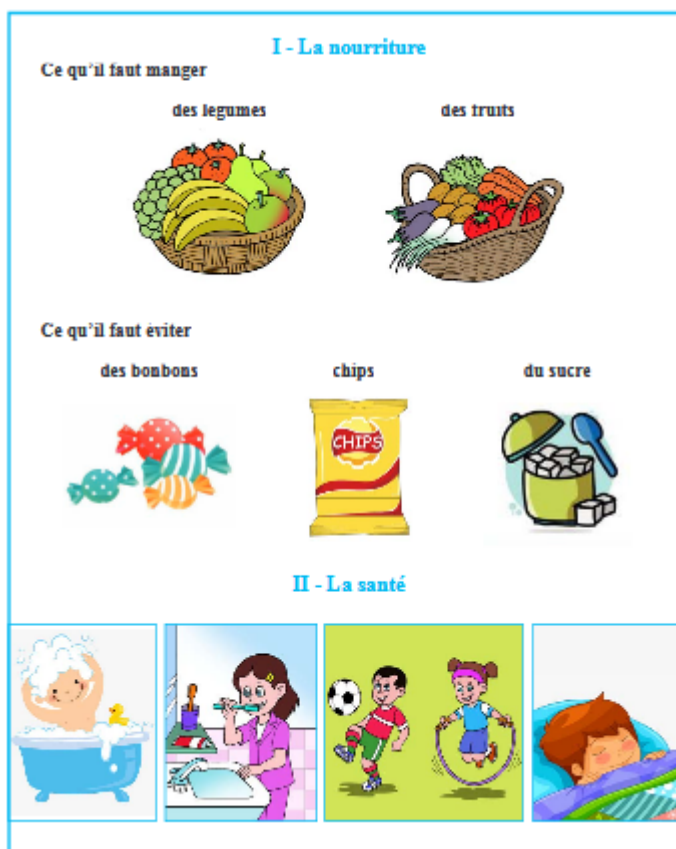 I - La nourriture
Ce qu'il faut manger
des legumes des fruits
Ce qu'il faut éviter
des bonbons chips du sucre
CHIPS
II - La santé